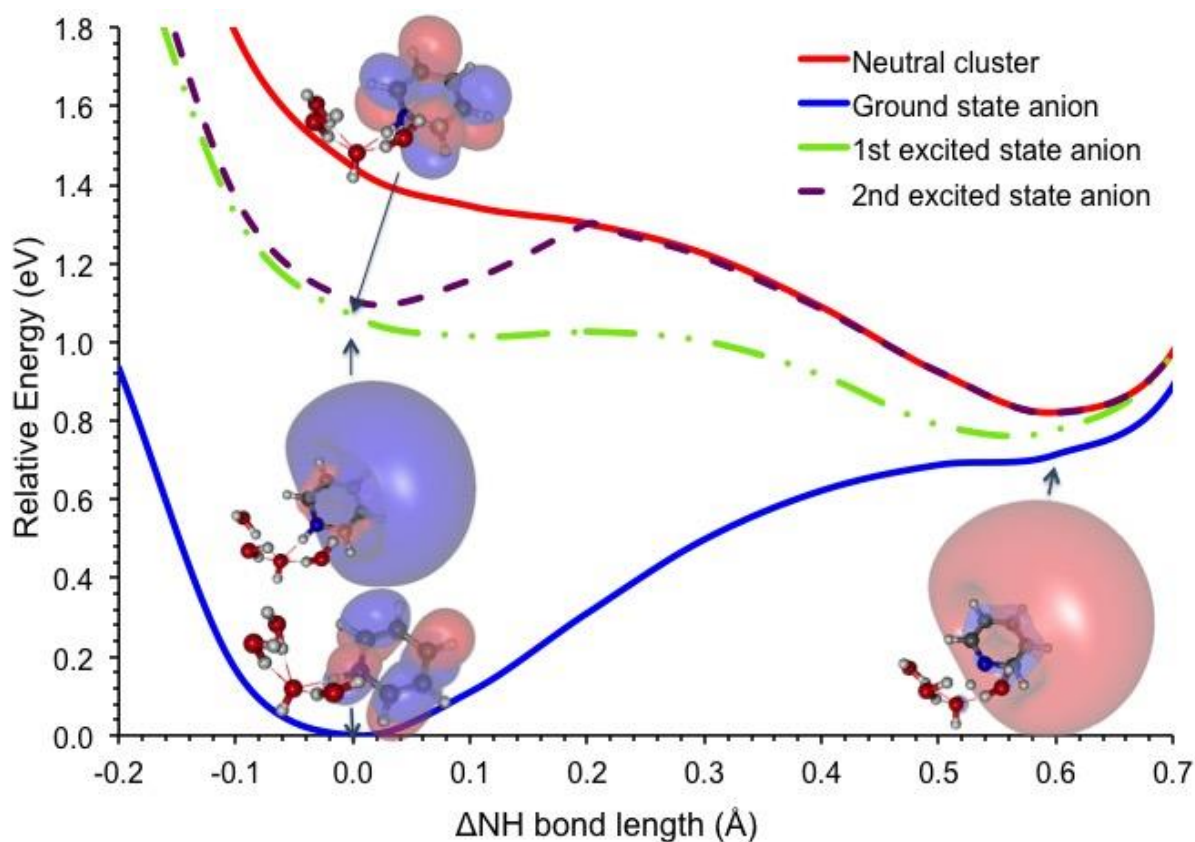 1.8
1.6
1.4
1.2
1.0
0.8
0.6
0.4
0.2
0.0
Relative Energy (eV)
Neutral cluster
Ground state anion
1st excited state anion
2nd excited state anion
-0.2 -0.1 0.0 0.1 0.2 0.3 0.4 0.5 0.6 0.7
ΔNH bond length (Å)